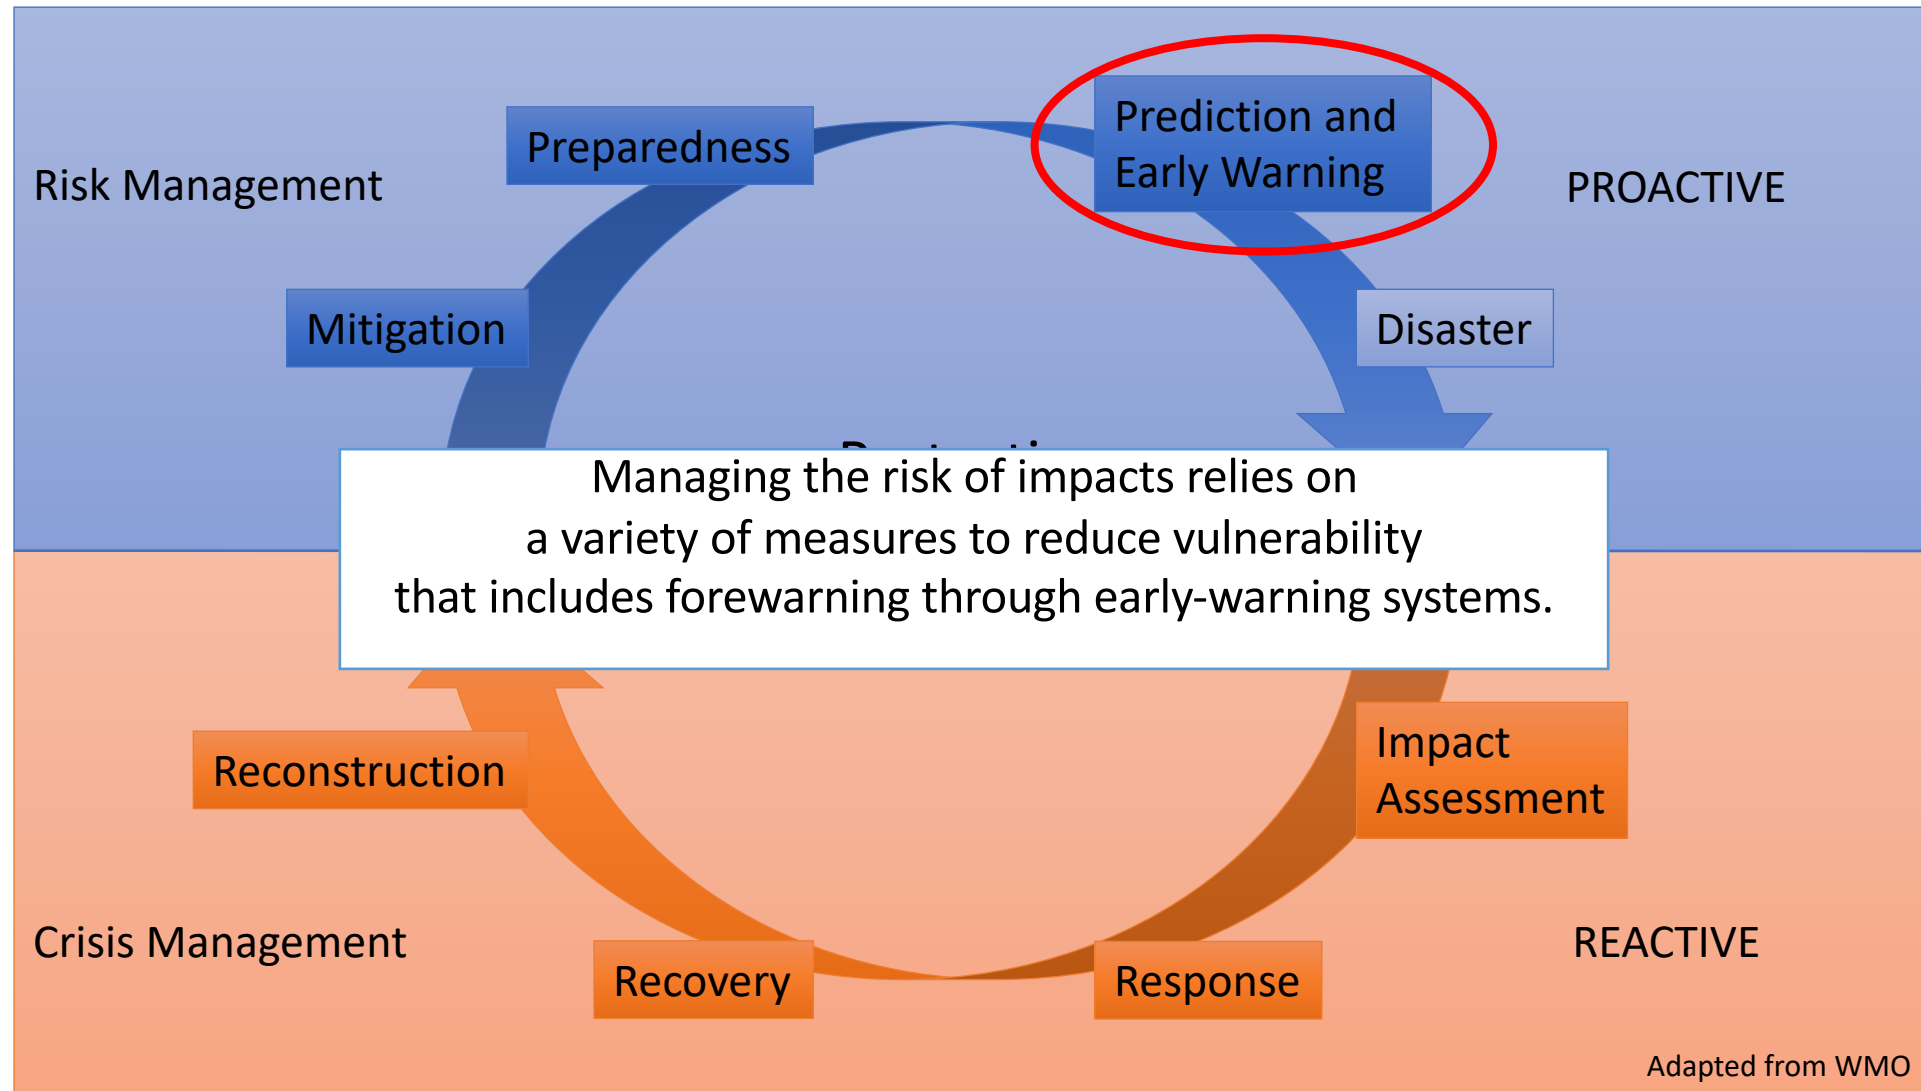 Prediction and
Early Warning
Preparedness
Risk Management
PROACTIVE
Mitigation
Disaster
Managing the risk of impacts relies on
a variety of measures to reduce vulnerability
that includes forewarning through early-warning systems.
Impact
Assessment
Reconstruction
Crisis Management
REACTIVE
Recovery
Response
Adapted from WMO